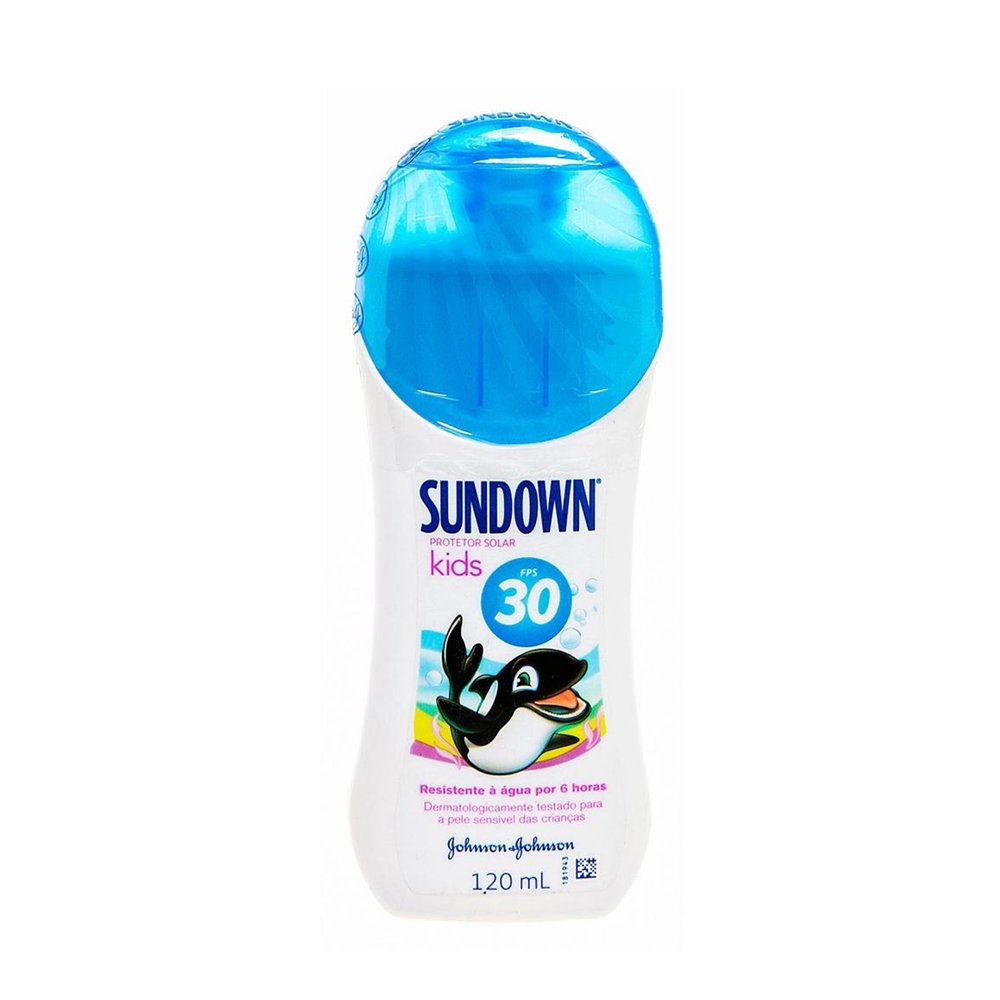 SUNDOWN
SUNDOWN®
PROTETOR SOLAR
kids
FPS
30
Resistente à água por 6 horas
Dermatologicamente testado para
a pele sensível das crianças
Johnson & Johnson
181943
120 mL